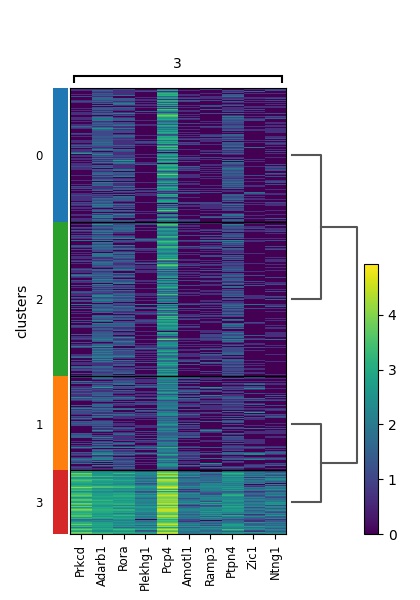 3
0
2
1
3
clusters
4
3
2
1
0
Prkcd
Adarb1
Rora
Plekhg1
Pcp4
Amotl1
Ramp3
Ptpn4
Zic1
Ntng1